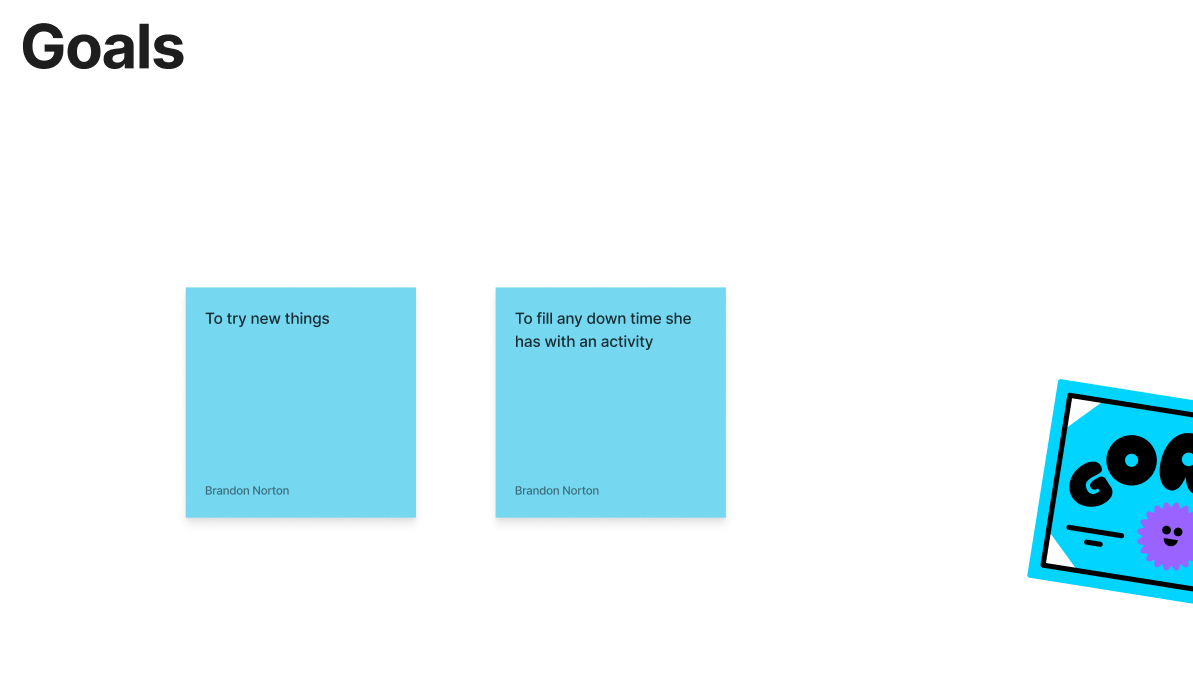 Goals
To try new things
Brandon Norton
To fill any down time she
has with an activity
Brandon Norton